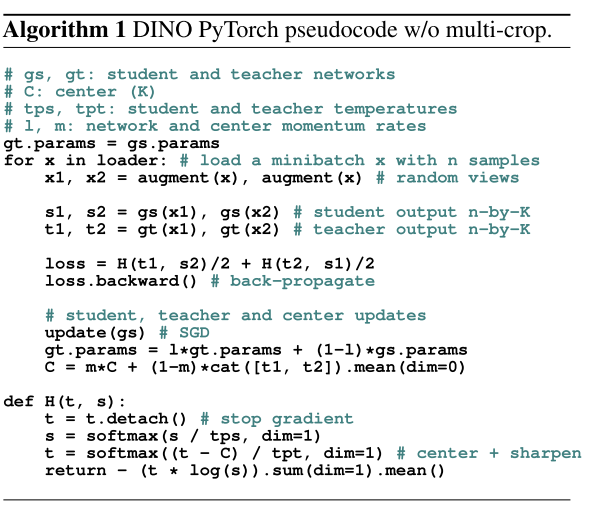 Algorithm 1 DINO PyTorch pseudocode w/o multi-crop.
# gs, gt: student and teacher networks
# C: center (K)
# tps, tpt: student and teacher temperatures
# l, m: network and center momentum rates
gt.params = gs.params
for x in loader: # load a minibatch x with n samples
    x1, x2 = augment(x), augment(x) # random views
    s1, s2 = gs(x1), gs(x2) # student output n-by-K
    t1, t2 = gt(x1), gt(x2) # teacher output n-by-K
    loss = H(t1, s2)/2 + H(t2, s1)/2
    loss.backward() # back-propagate
    # student, teacher and center updates
    update(gs) # SGD
    gt.params = l*gt.params + (1-l)*gs.params
    C = m*C + (1-m)*cat([t1, t2]).mean(dim=0)
def H(t, s):
    t = t.detach() # stop gradient
    s = softmax(s / tps, dim=1)
    t = softmax((t - C) / tpt, dim=1) # center + sharpen
    return - (t * log(s)).sum(dim=1).mean()